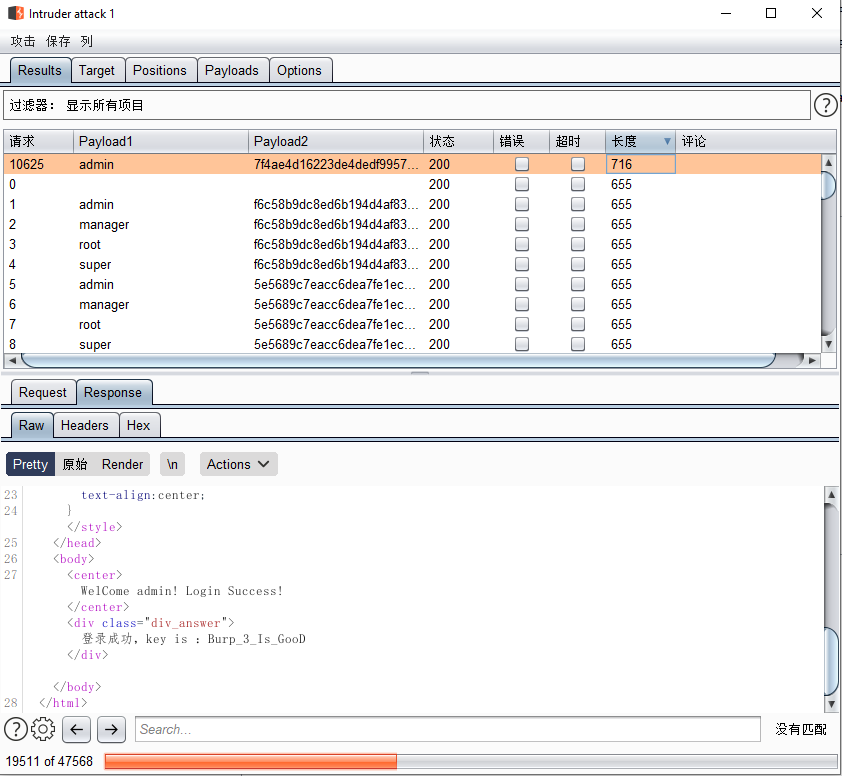 Intruder attack 1
攻击 保存 列
Results Target Positions Payloads Options
过滤器： 显示所有项目 ?
请求 Payload1 Payload2 状态 错误 超时 长度 评论
10625 admin 7f4ae4d16223de4dedf9957... 200 716
0 200 655
1 admin f6c58b9dc8ed6b194d4af83... 200 655
2 manager f6c58b9dc8ed6b194d4af83... 200 655
3 root f6c58b9dc8ed6b194d4af83... 200 655
4 super f6c58b9dc8ed6b194d4af83... 200 655
5 admin 5e5689c7eacc6dea7fe1ec... 200 655
6 manager 5e5689c7eacc6dea7fe1ec... 200 655
7 root 5e5689c7eacc6dea7fe1ec... 200 655
8 super 5e5689c7eacc6dea7fe1ec... 200 655
Request Response
Raw Headers Hex
Pretty 原始 Render \n Actions
23 text-align:center;
24 }
</style>
25 </head>
26 <body>
27 <center>
WelCome admin! Login Success!
</center>
<div class="div_answer">
登录成功，key is ：Burp_3_Is_GooD
</div>
</body>
28 </html>
? Search... 没有匹配
19511 of 47568